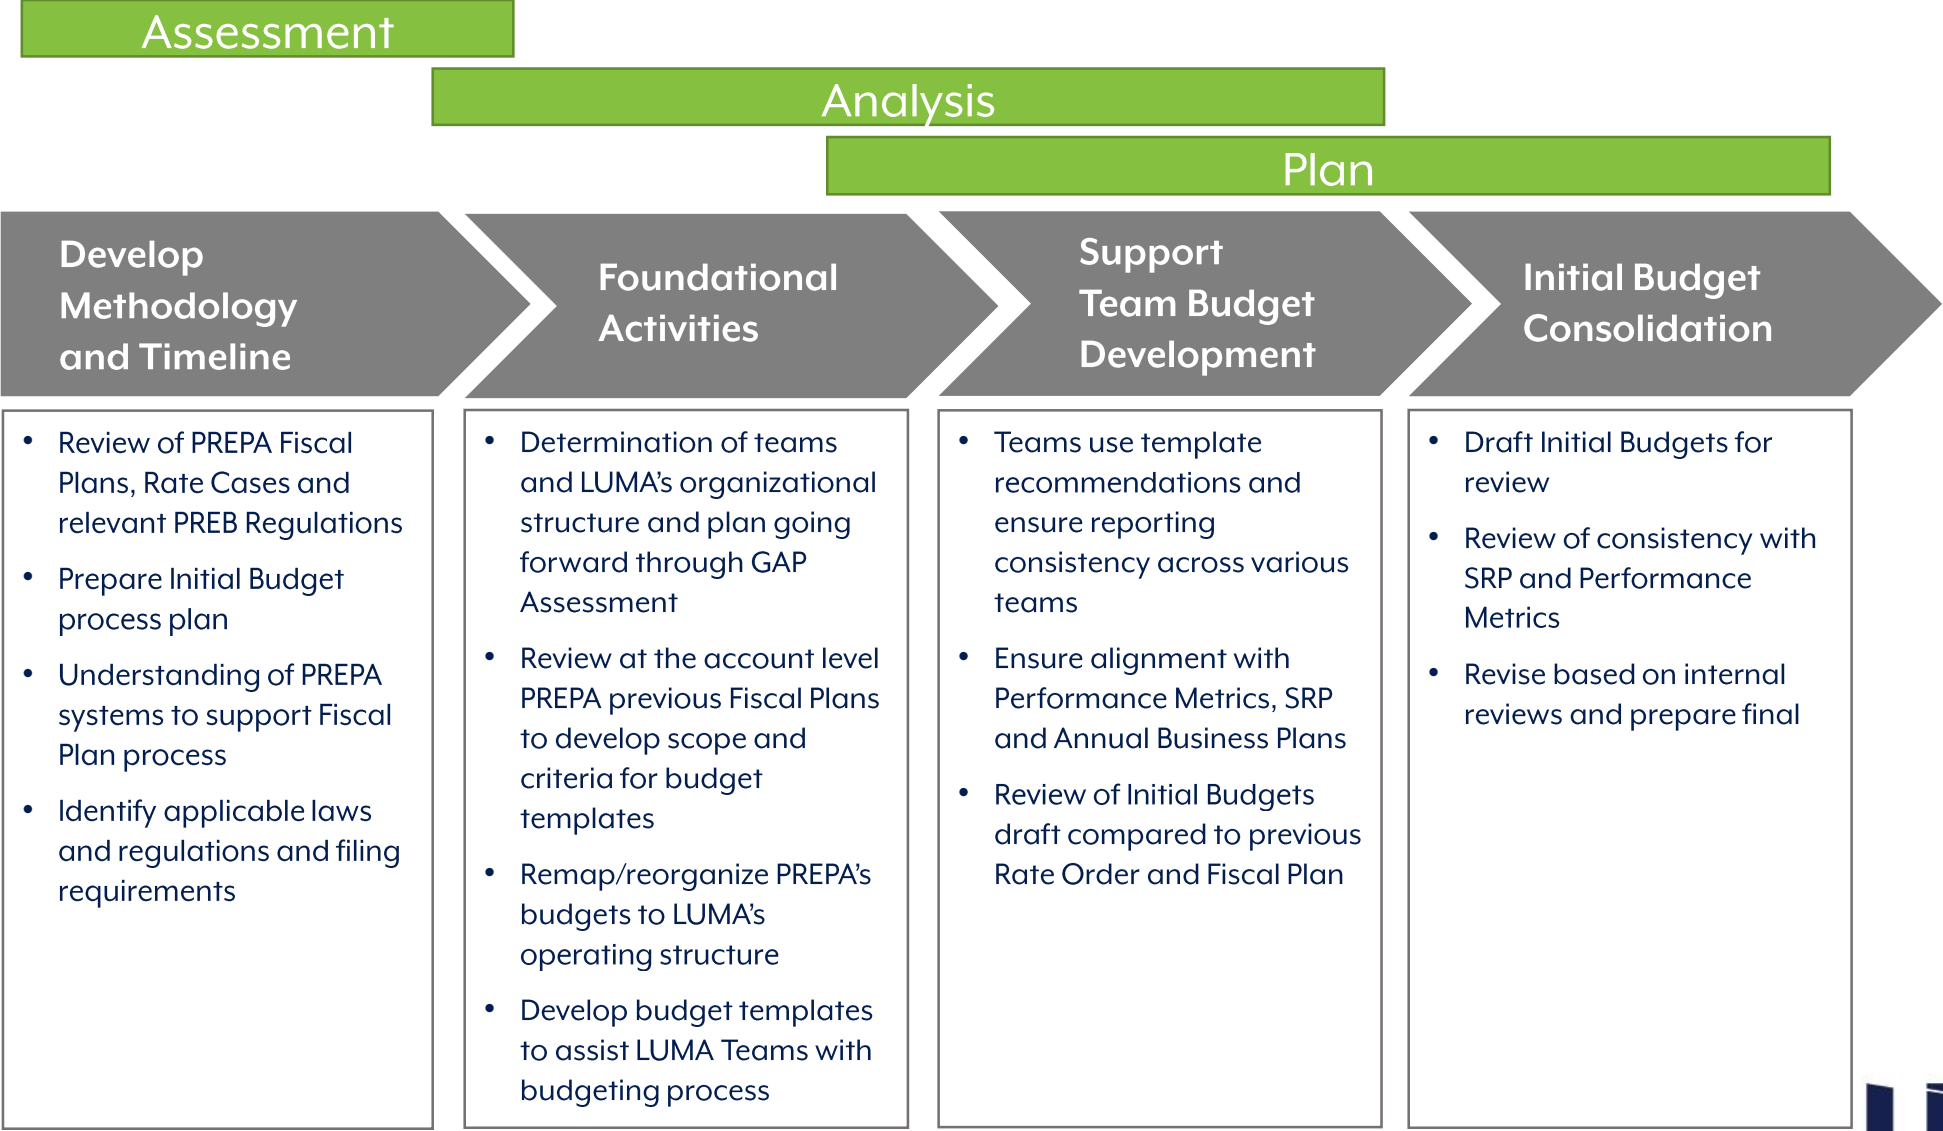 Assessment
Analysis
Plan
Develop
Methodology
and Timeline
Foundational
Activities
Support
Team Budget
Development
Initial Budget
Consolidation
• Review of PREPA Fiscal
Plans, Rate Cases and
relevant PREB Regulations
• Prepare Initial Budget
process plan
• Understanding of PREPA
systems to support Fiscal
Plan process
• Identify applicable laws
and regulations and filing
requirements
• Determination of teams
and LUMA’s organizational
structure and plan going
forward through GAP
Assessment
• Review at the account level
PREPA previous Fiscal Plans
to develop scope and
criteria for budget
templates
• Remap/reorganize PREPA’s
budgets to LUMA’s
operating structure
• Develop budget templates
to assist LUMA Teams with
budgeting process
• Teams use template
recommendations and
ensure reporting
consistency across various
teams
• Ensure alignment with
Performance Metrics, SRP
and Annual Business Plans
• Review of Initial Budgets
draft compared to previous
Rate Order and Fiscal Plan
• Draft Initial Budgets for
review
• Review of consistency with
SRP and Performance
Metrics
• Revise based on internal
reviews and prepare final